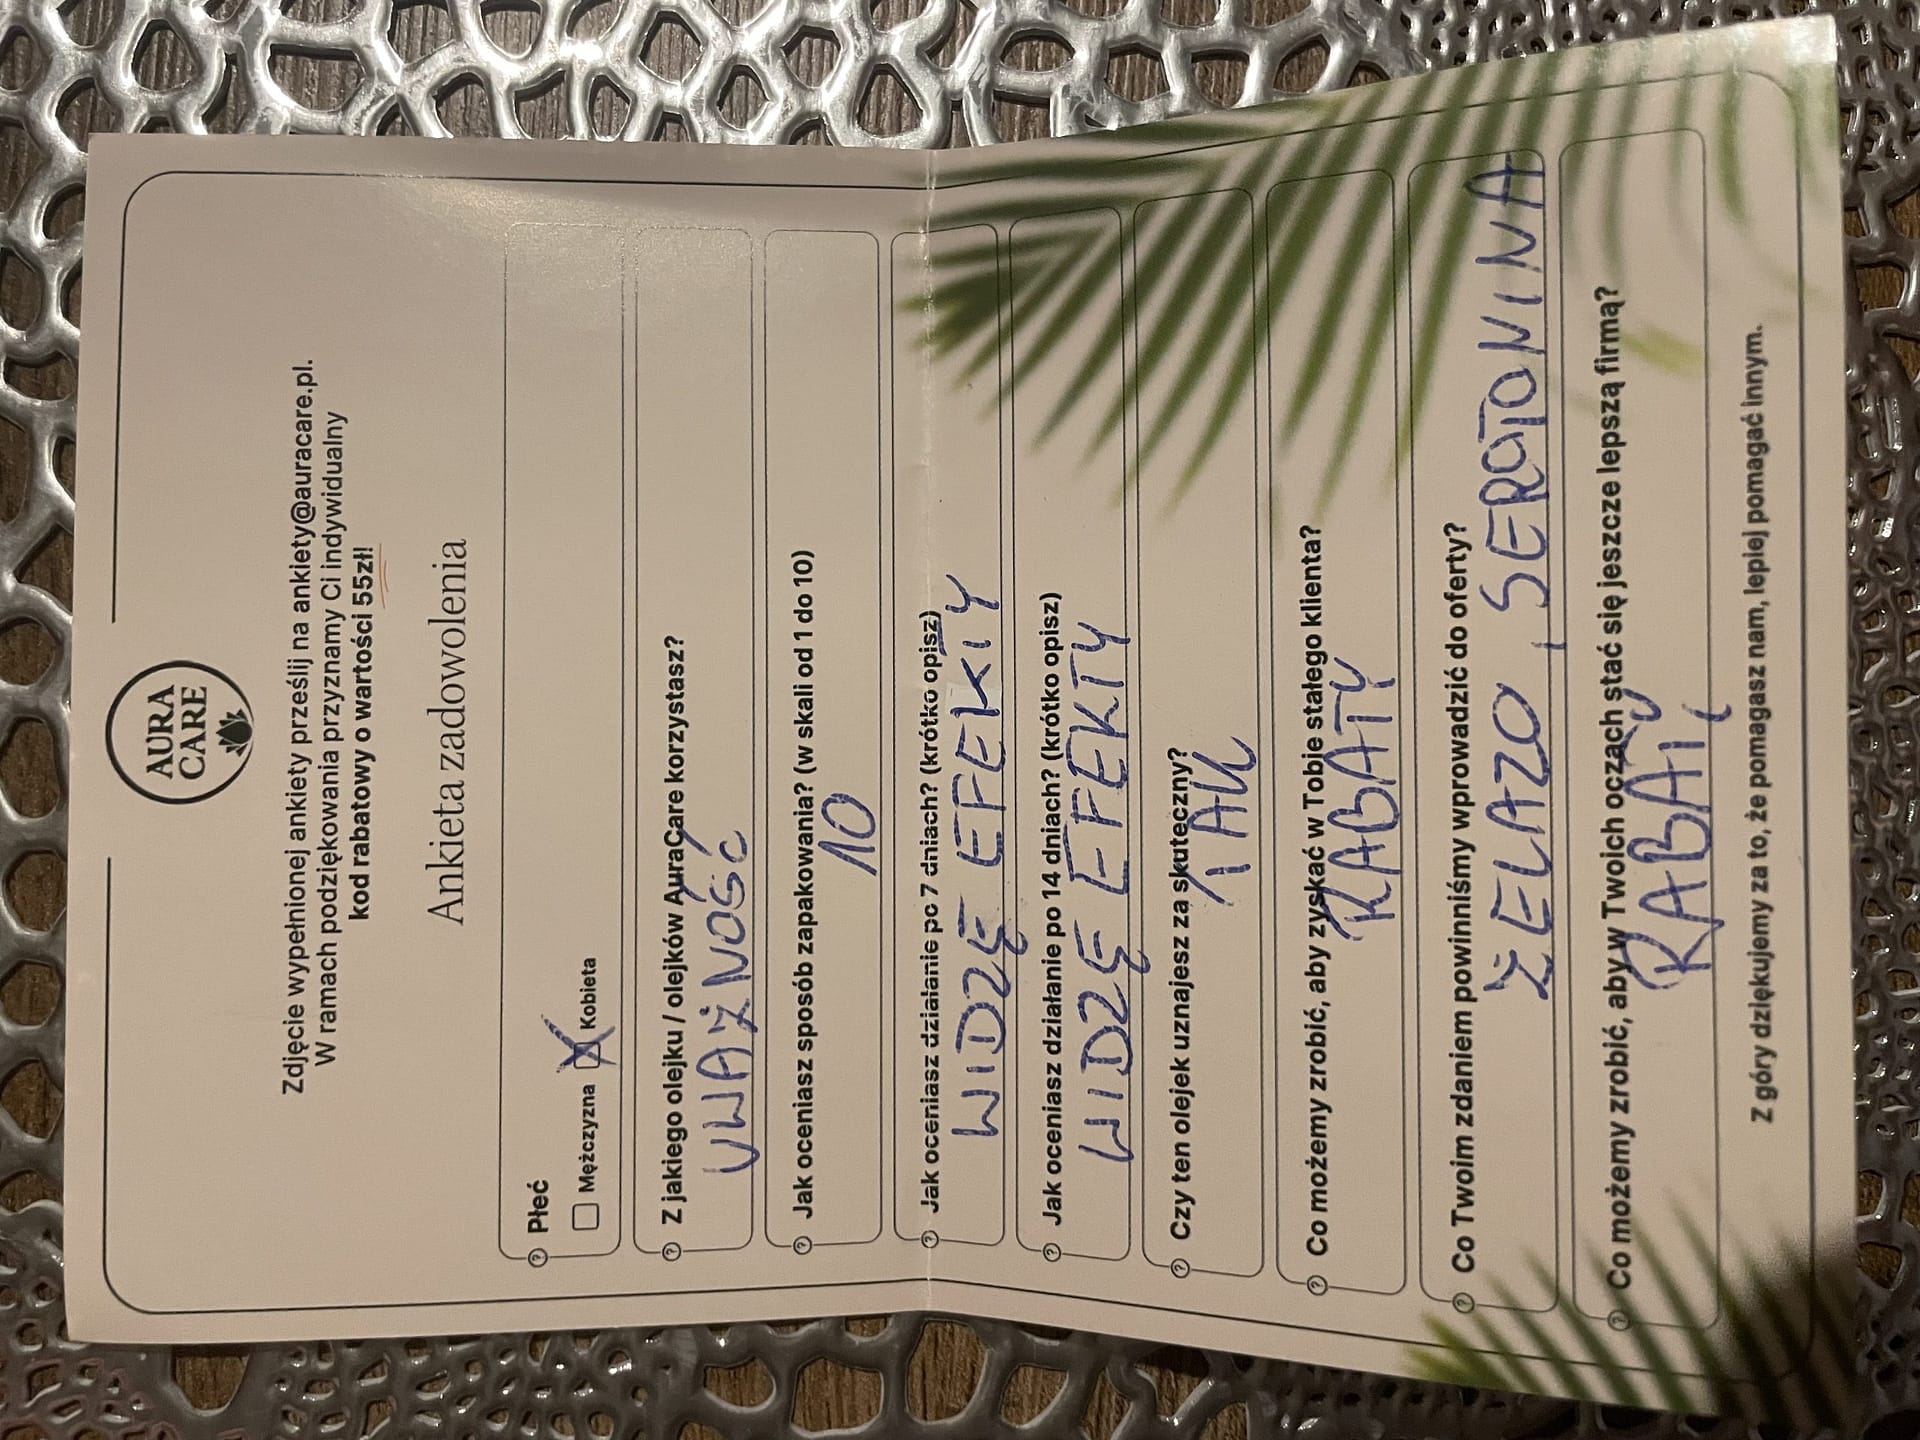 AURA
CARE
Zdjęcie wypełnionej ankiety prześlij na ankiety@auracare.pl.
W ramach podziękowania przyznamy Ci indywidualny
kod rabatowy o wartości 55zł!
Ankieta zadowolenia
Płeć
Mężczyzna Kobieta
Z jakiego olejku / olejków AuraCare korzystasz?
UWAŻNOŚĆ
Jak oceniasz sposób zapakowania? (w skali od 1 do 10)
10
Jak oceniasz działanie po 7 dniach? (krótko opisz)
WIDZĘ EFEKTY
Jak oceniasz działanie po 14 dniach? (krótko opisz)
WIDZĘ EFEKTY
Czy ten olejek uznajesz za skuteczny?
TAK
Co możemy zrobić, aby zyskać w Tobie stałego klienta?
RABATY
Co Twoim zdaniem powinniśmy wprowadzić do oferty?
ŻELAZO, SEROTONINA
Co możemy zrobić, aby w Twoich oczach stać się jeszcze lepszą firmą?
RABATY
Z góry dziękujemy za to, że pomagasz nam, lepiej pomagać innym.